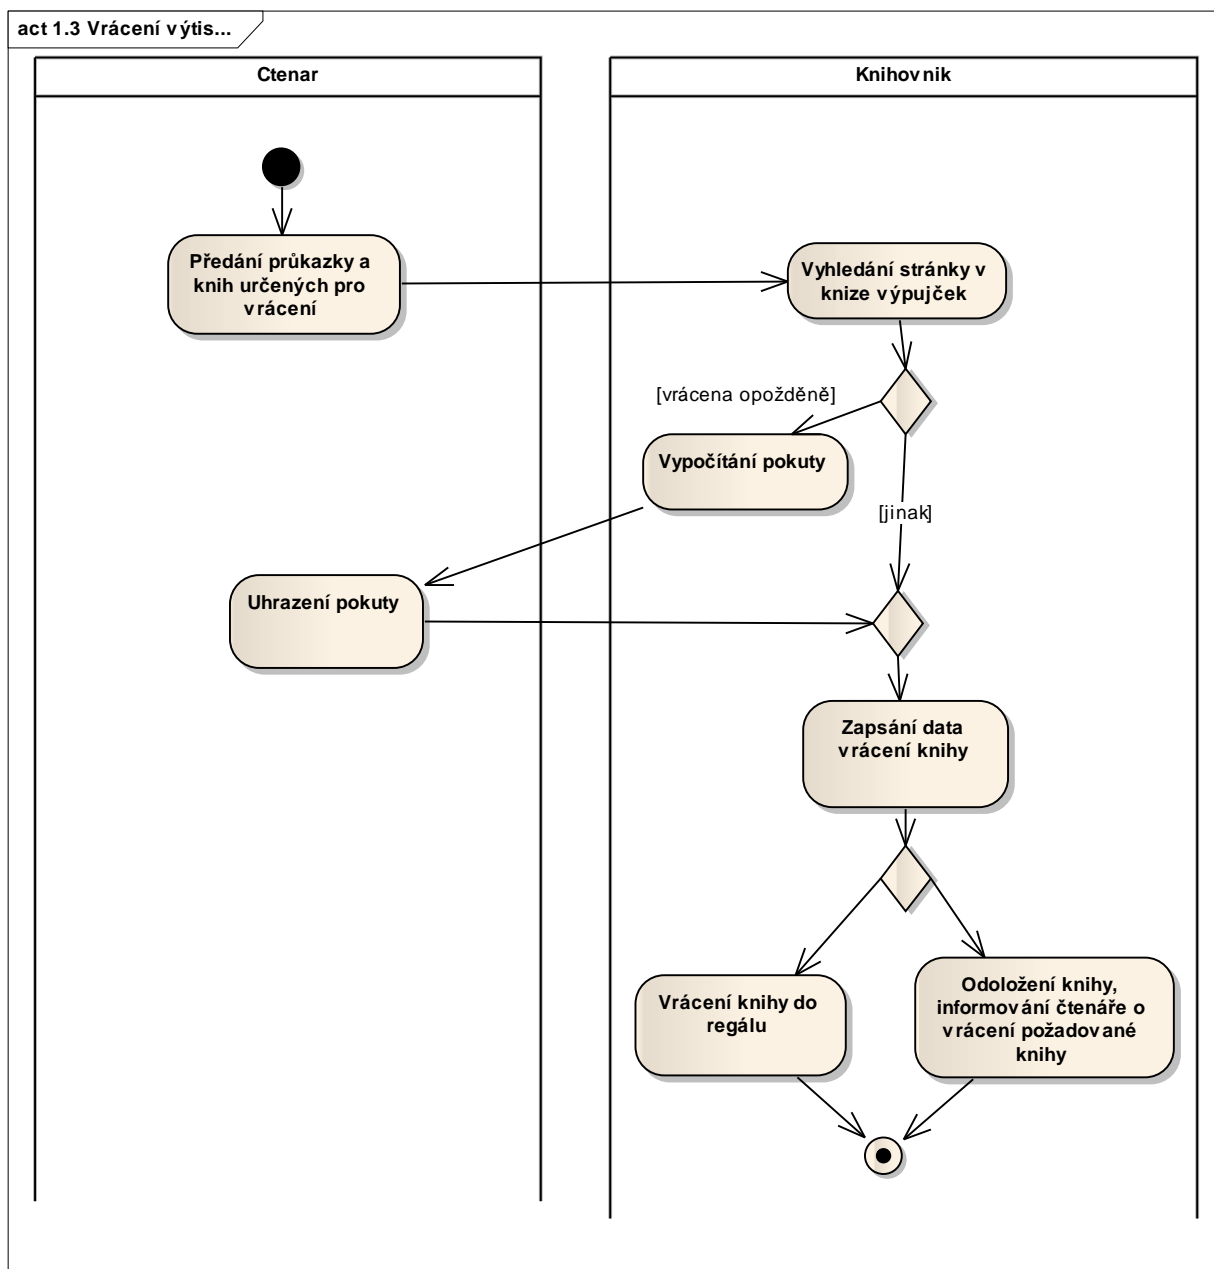 act 1.3 Vrácení výtis...
Ctenar
Knihovnik
Předání průkazky a
knih určených pro
vrácení
Vyhledání stránky v
knize výpujček
[vrácena opožděně]
Vypočítání pokuty
[jinak]
Uhrazení pokuty
Zapsání data
vrácení knihy
Vrácení knihy do
regálu
Odoložení knihy,
informování čtenáře o
vrácení požadované
knihy